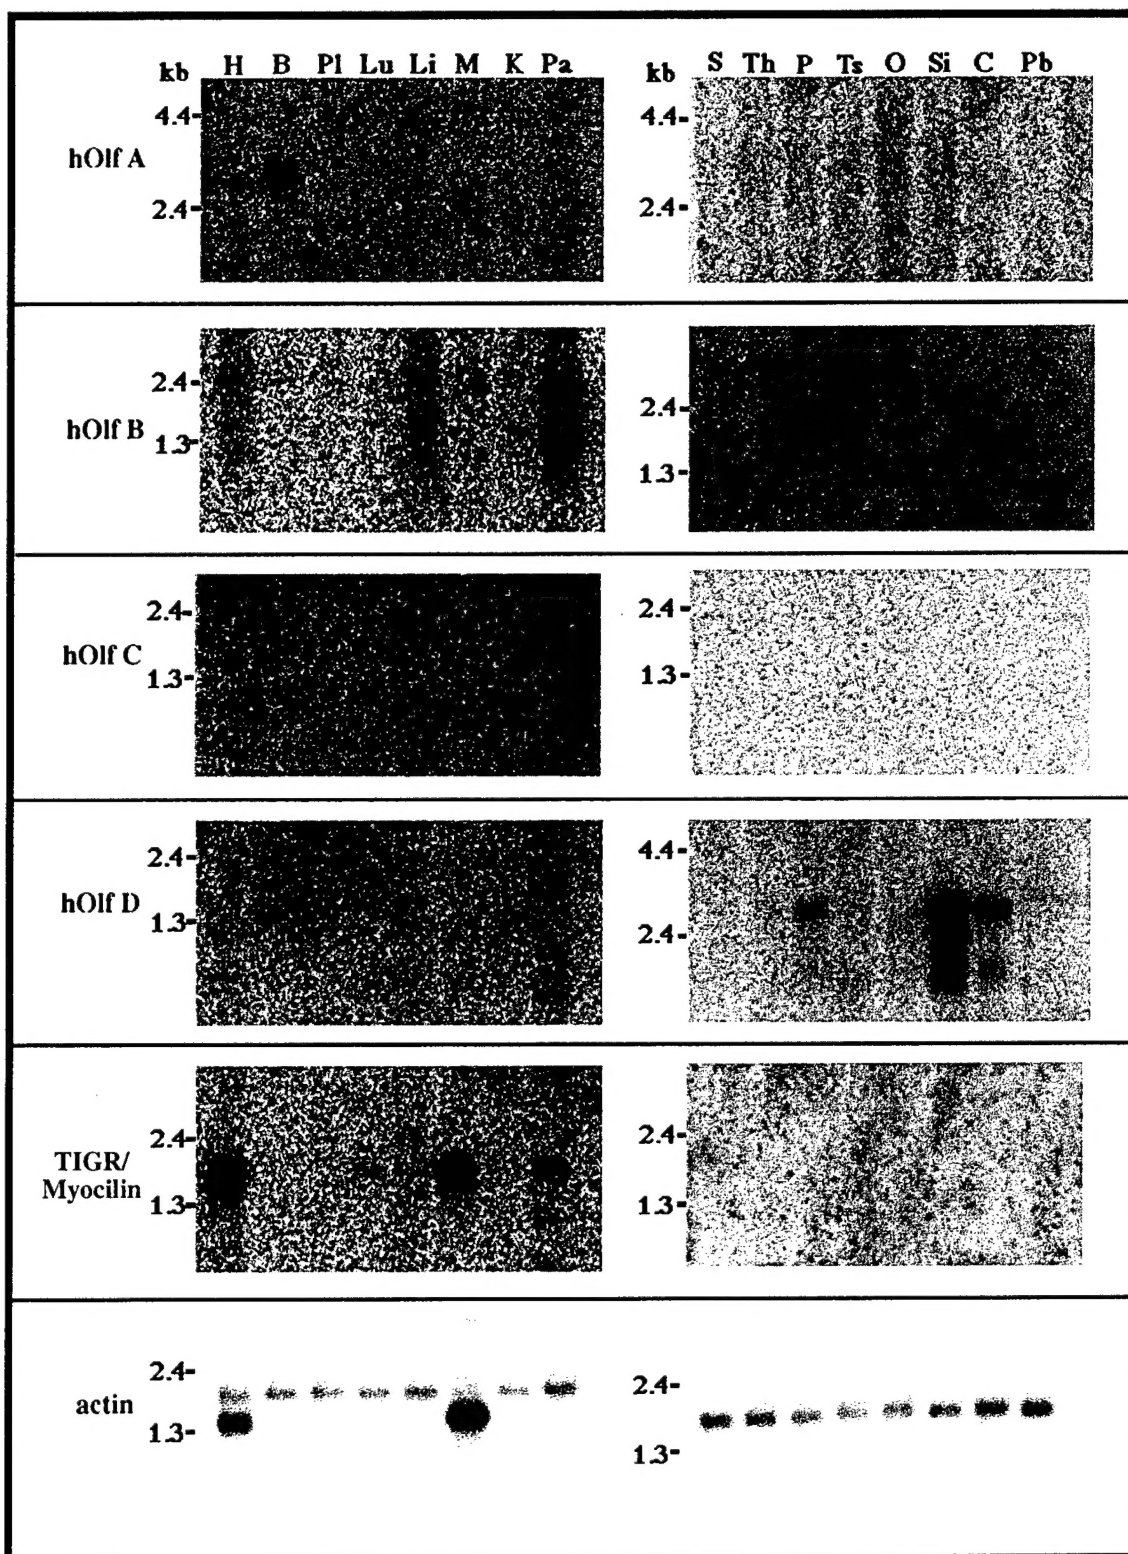 kb H B Pl Lu Li M K Pa kb S Th P Ts O Si C Pb
4.4- 4.4-
hOlf A
2.4- 2.4-
2.4- 2.4-
hOlf B
1.3- 1.3-
2.4- 2.4-
hOlf C
1.3- 1.3-
2.4- 4.4-
hOlf D
1.3- 2.4-
2.4- 2.4-
TIGR/
Myocilin
1.3- 1.3-
2.4- 2.4-
actin
1.3- 1.3-